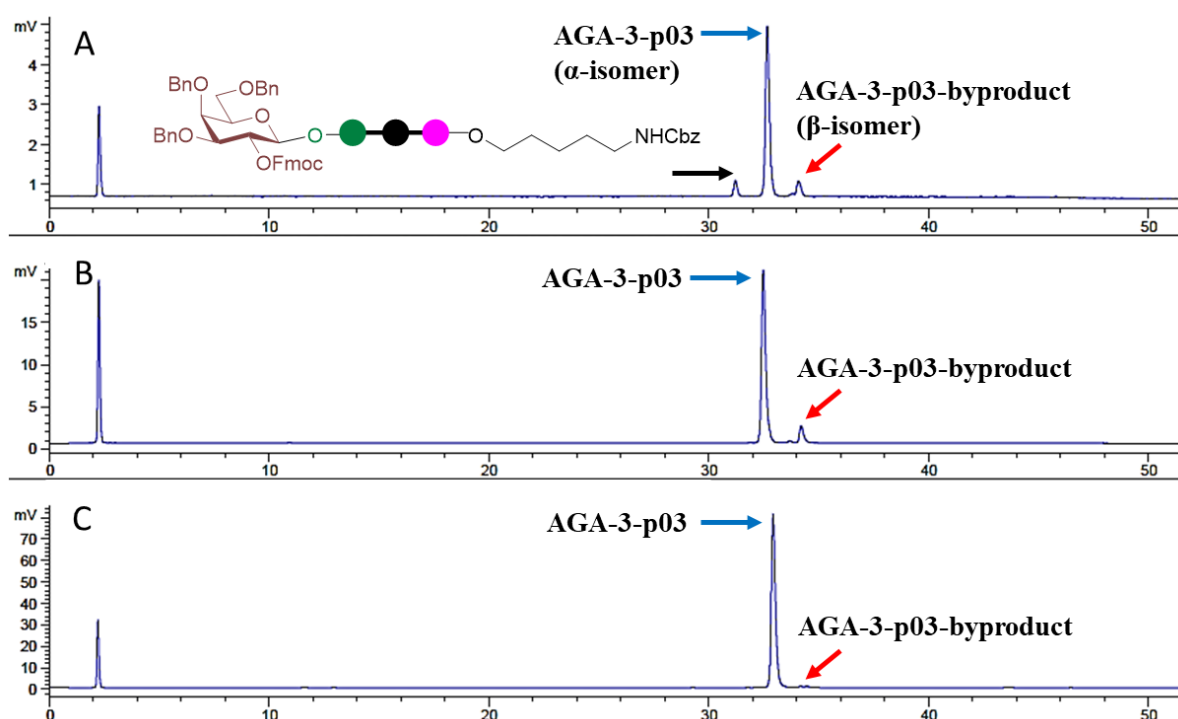 mV
A
4
3
2
1
AGA-3-p03
(α-isomer)
AGA-3-p03-byproduct
(β-isomer)
BnO
OBn
O
BnO
O
O
NHCbz
OFmoc
0
10
20
30
40
50
mV
B
15
10
5
0
AGA-3-p03
AGA-3-p03-byproduct
0
10
20
30
40
50
mV
C
70
60
50
40
30
20
10
0
AGA-3-p03
AGA-3-p03-byproduct
0
10
20
30
40
50